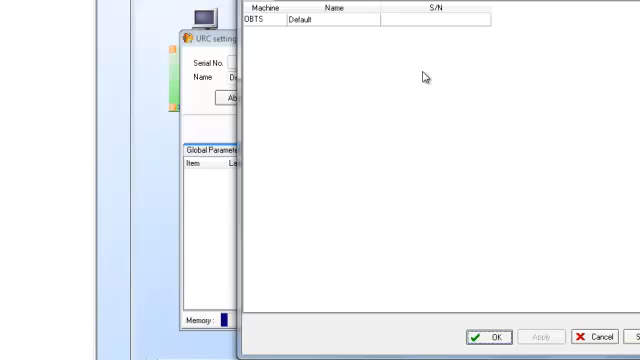 Machine Name S/N
OBTS Default
URC setting
Serial No.
Name
Global Paramete
Item
Memory :
OK Apply Cancel